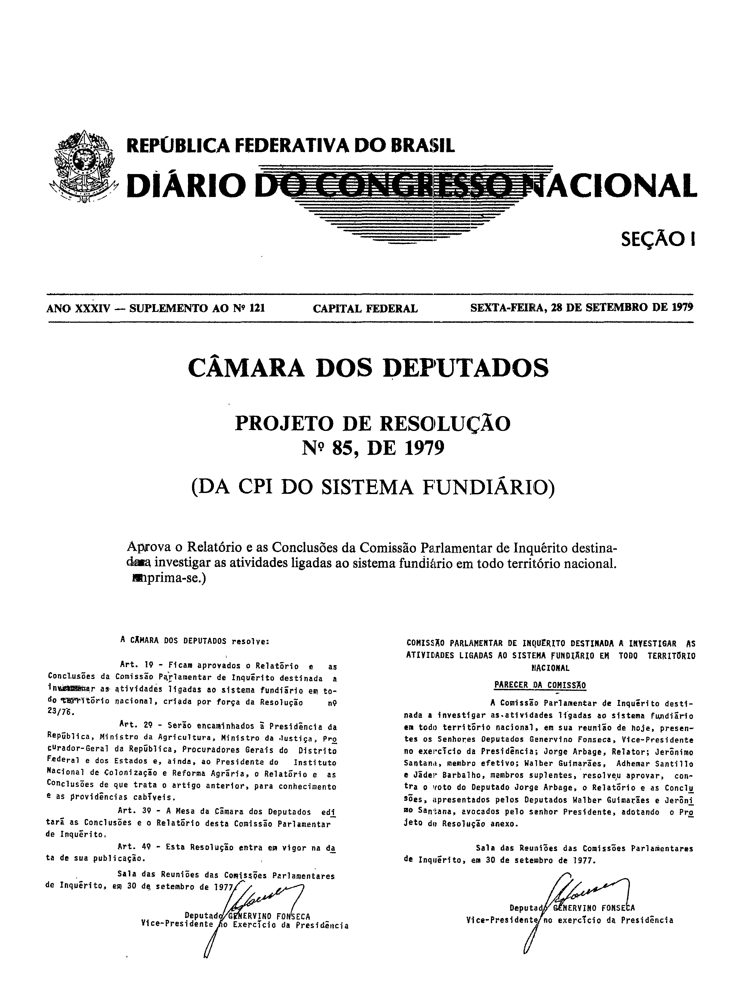 REPÚBLICA FEDERATIVA DO BRASIL
DIÁRIO DO CONGRESSO NACIONAL
SEÇÃO I
ANO XXXIV — SUPLEMENTO AO Nº 121 CAPITAL FEDERAL SEXTA-FEIRA, 28 DE SETEMBRO DE 1979
CÂMARA DOS DEPUTADOS
PROJETO DE RESOLUÇÃO
Nº 85, DE 1979
(DA CPI DO SISTEMA FUNDIÁRIO)
Aprova o Relatório e as Conclusões da Comissão Parlamentar de Inquérito destina-
investigar as atividades ligadas ao sistema fundiário em todo território nacional.
A CÂMARA DOS DEPUTADOS resolve:
Art. 1º - Ficam aprovados o Relatório e as
Conclusões da Comissão Parlamentar de Inquérito destinada a
as atividades ligadas ao sistema fundiário em to-
do território nacional, criada por força da Resolução nº
23/76.
Art. 2º - Serão encaminhados à Presidência da
República, Ministro da Agricultura, Ministro da Justiça, Pro
curador-Geral da República, Procuradores Gerais do Distrito
Federal e dos Estados e, ainda, ao Presidente do Instituto
Nacional de Colonização e Reforma Agrária, o Relatório e as
Conclusões de que trata o artigo anterior, para conhecimento
e as providências cabíveis.
Art. 3º - A Mesa da Câmara dos Deputados edi
tará as Conclusões e o Relatório desta Comissão Parlamentar
de Inquérito.
Art. 4º - Esta Resolução entra em vigor na da
ta de sua publicação.
Sala das Reuniões das Comissões Parlamentares
de Inquérito, em 30 de setembro de 1977.
Deputado GENERVINO FONSECA
Vice-Presidente no Exercício da Presidência
COMISSÃO PARLAMENTAR DE INQUÉRITO DESTINADA A INVESTIGAR AS
ATIVIDADES LIGADAS AO SISTEMA FUNDIÁRIO EM TODO TERRITÓRIO
NACIONAL
PARECER DA COMISSÃO
A Comissão Parlamentar de Inquérito desti-
nada a investigar as atividades ligadas ao sistema fundiário
em todo território nacional, em sua reunião de hoje, presen-
tes os Senhores Deputados Genervino Fonseca, Vice-Presidente
no exercício da Presidência; Jorge Arbage, Relator; Jerônimo
Santana, membro efetivo; Walber Guimarães, Adhemar Santillo
e Jáder Barbalho, membros suplentes, resolveu aprovar, con-
tra o voto do Deputado Jorge Arbage, o Relatório e as Conclu
sões, apresentados pelos Deputados Walber Guimarães e Jerôni
mo Santana, avocados pelo senhor Presidente, adotando o Pro
jeto de Resolução anexo.
Sala das Reuniões das Comissões Parlamentares
de Inquérito, em 30 de setembro de 1977.
Deputado GENERVINO FONSECA
Vice-Presidente no exercício da Presidência